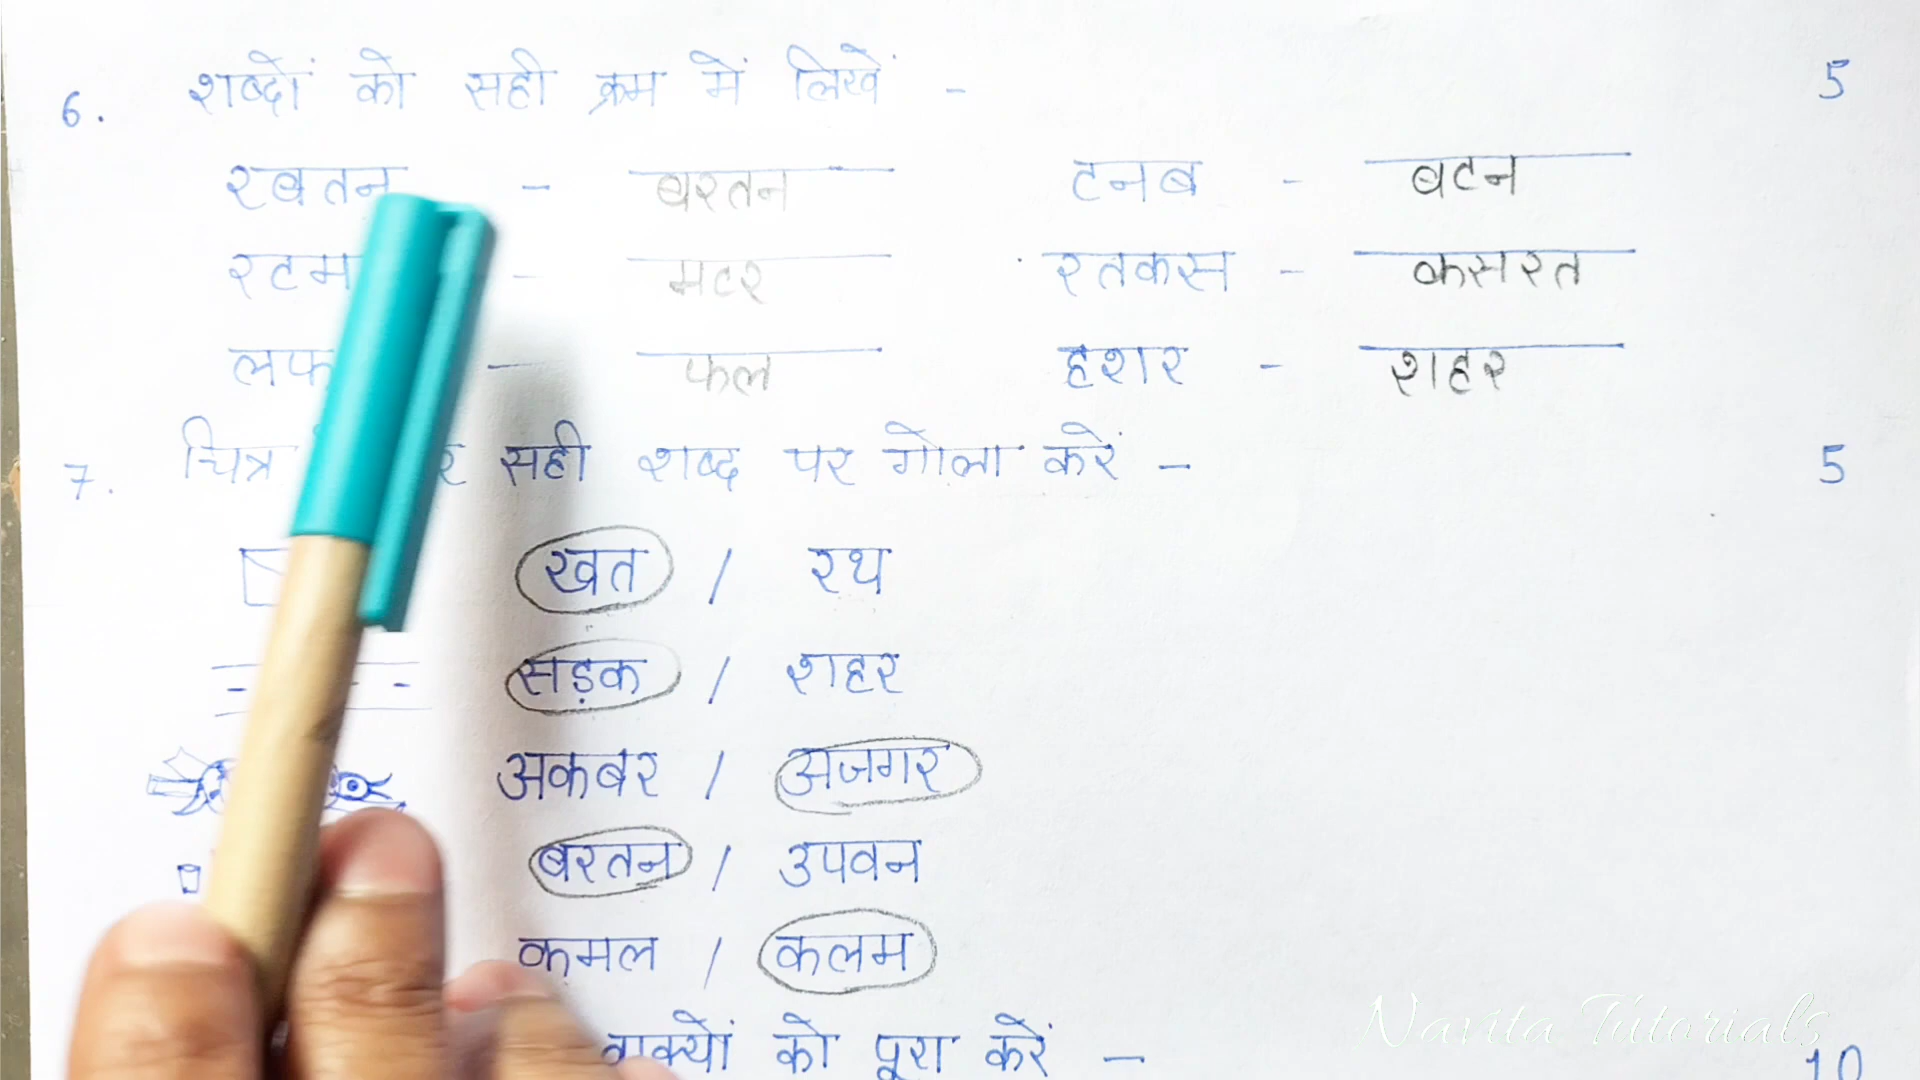 6. शब्दों को सही क्रम में लिखें - 5
रबतन - बरतन टनब - बटन
रटम - मटर रतकस - कसरत
लफ - फल हशर - शहर
7. चित्र सही शब्द पर गोला करें - 5
खत / रथ
सड़क / शहर
अकबर / अजगर
बरतन / उपवन
कमल / कलम
वाक्यों को पूरा करें - 10
Navita Tutorials